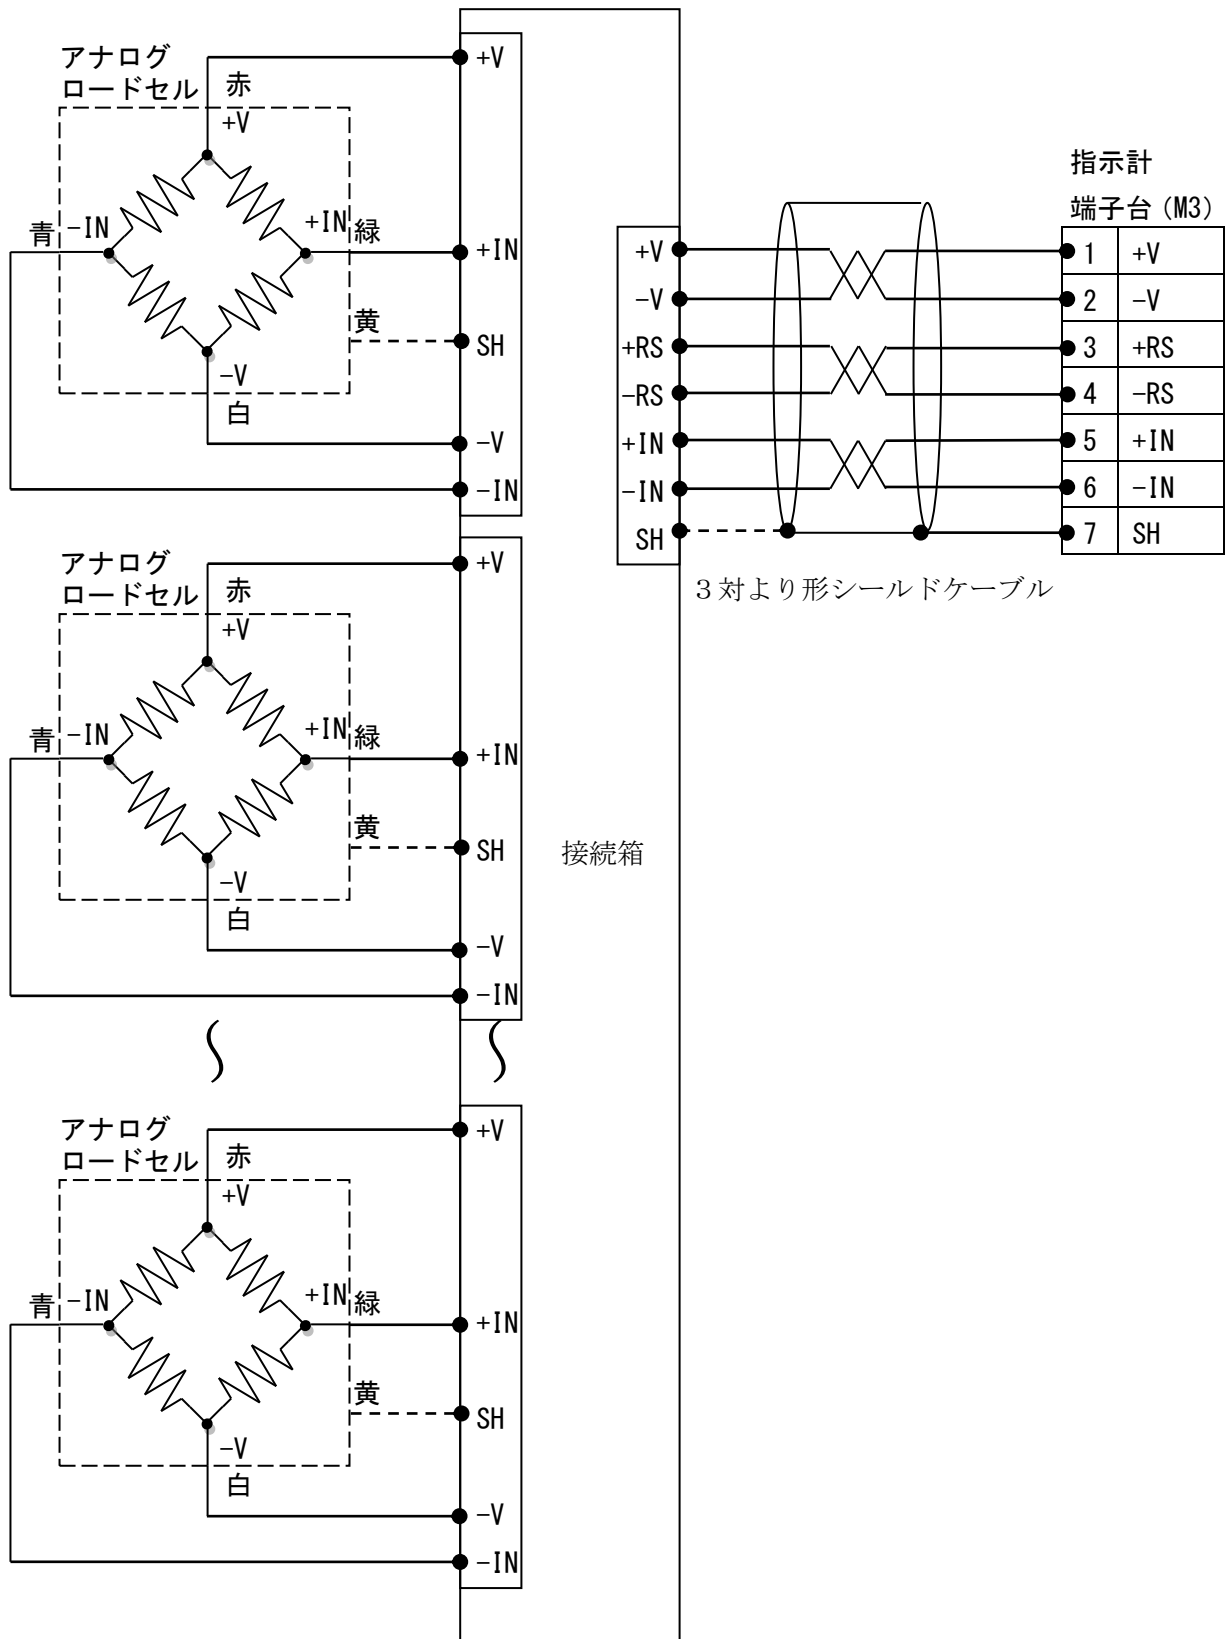 アナログ
ロードセル
赤
+V
+V
青
-IN
+IN
緑
+IN
黄
SH
-V
白
-V
-IN
アナログ
ロードセル
赤
+V
+V
青
-IN
+IN
緑
+IN
黄
SH
-V
白
-V
-IN
アナログ
ロードセル
赤
+V
+V
青
-IN
+IN
緑
+IN
黄
SH
-V
白
-V
-IN
接続箱
+V
-V
+RS
-RS
+IN
-IN
SH
3対より形シールドケーブル
指示計
端子台(M3)
1 +V
2 -V
3 +RS
4 -RS
5 +IN
6 -IN
7 SH